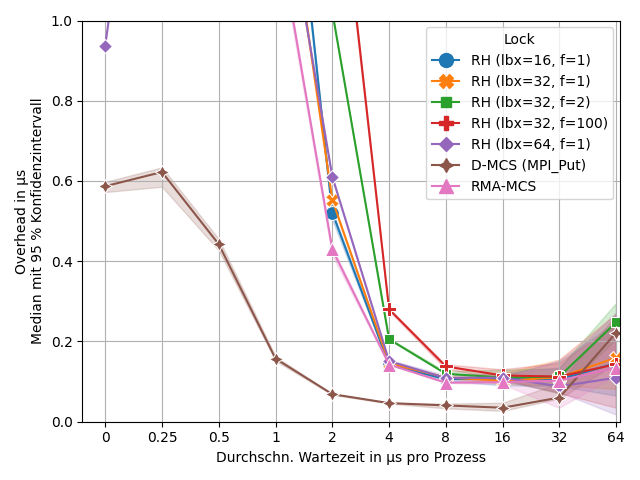 Overhead in µs
Median mit 95 % Konfidenzintervall
1.0
0.8
0.6
0.4
0.2
0.0
Lock
RH (lbx=16, f=1)
RH (lbx=32, f=1)
RH (lbx=32, f=2)
RH (lbx=32, f=100)
RH (lbx=64, f=1)
D-MCS (MPI_Put)
RMA-MCS
0 0.25 0.5 1 2 4 8 16 32 64
Durchschn. Wartezeit in µs pro Prozess